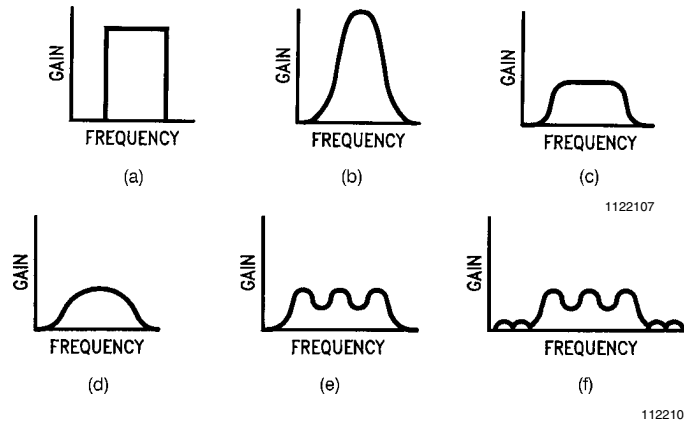 GAIN
FREQUENCY
(a)
GAIN
FREQUENCY
(b)
GAIN
FREQUENCY
(c)
1122107
GAIN
FREQUENCY
(d)
GAIN
FREQUENCY
(e)
GAIN
FREQUENCY
(f)
112210